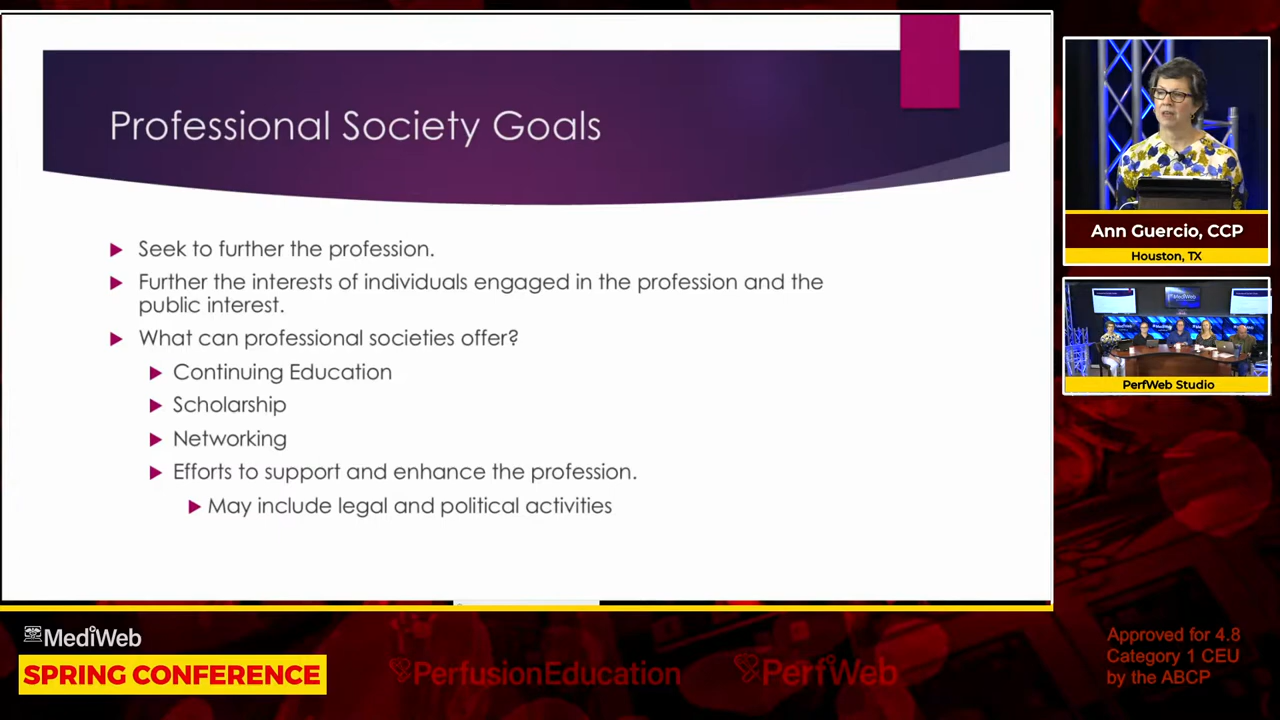 Professional Society Goals
Seek to further the profession.
Further the interests of individuals engaged in the profession and the
public interest.
What can professional societies offer?
Continuing Education
Scholarship
Networking
Efforts to support and enhance the profession.
May include legal and political activities
Ann Guercio, CCP
Houston, TX
PerfWeb Studio
MediWeb
SPRING CONFERENCE
PerfusionEducation
PerfWeb
Approved for 4.8
Category 1 CEU
by the ABCP